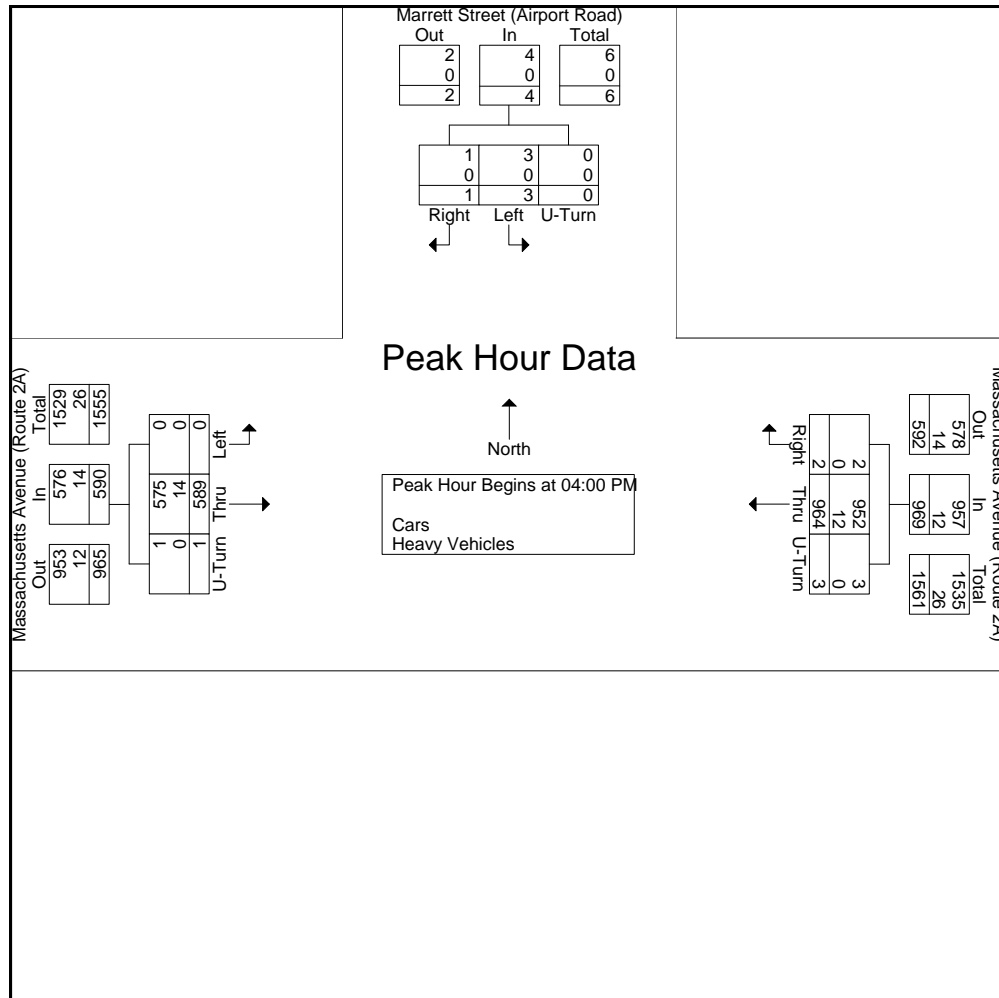 Marrett Street (Airport Road)
Out In Total
2 4 6
0 0 0
2 4 6
1 3 0
0 0 0
1 3 0
Right Left U-Turn
Peak Hour Data
North
Peak Hour Begins at 04:00 PM
Cars
Heavy Vehicles
Massachusetts Avenue (Route 2A)
Out In Total
953 576 1529
12 14 26
965 590 1555
U-Turn Thru Left
1 575 0
0 14 0
1 589 0
Massachusetts Avenue (Route 2A)
Out In Total
578 957 1535
14 12 26
592 969 1561
2 952 3
0 12 0
2 964 3
Right Thru U-Turn